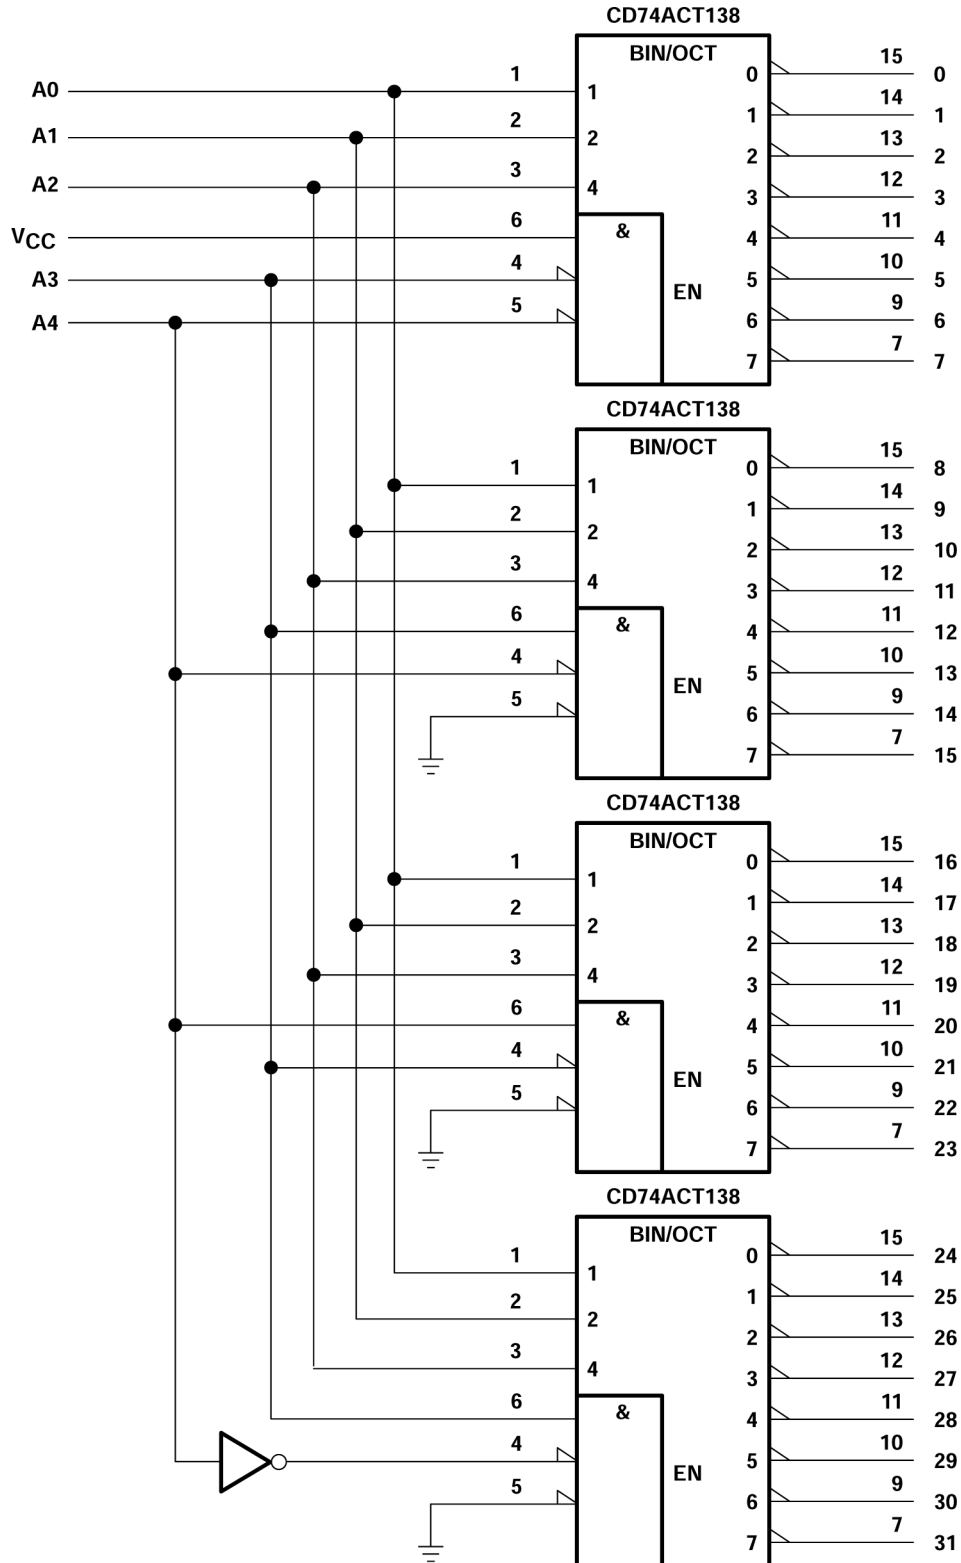 CD74ACT138
BIN/OCT
A0 1 1 0 15 0
A1 2 2 1 14 1
A2 3 4 2 13 2
3 12 3
VCC 6 & 4 11 4
A3 4 EN 5 10 5
A4 5 6 9 6
7 7 7
CD74ACT138
BIN/OCT
1 1 0 15 8
2 2 1 14 9
3 4 2 13 10
3 12 11
6 & 4 11 12
4 EN 5 10 13
5 6 9 14
7 7 15
CD74ACT138
BIN/OCT
1 1 0 15 16
2 2 1 14 17
3 4 2 13 18
3 12 19
6 & 4 11 20
4 EN 5 10 21
5 6 9 22
7 7 23
CD74ACT138
BIN/OCT
1 1 0 15 24
2 2 1 14 25
3 4 2 13 26
3 12 27
6 & 4 11 28
4 EN 5 10 29
5 6 9 30
7 7 31